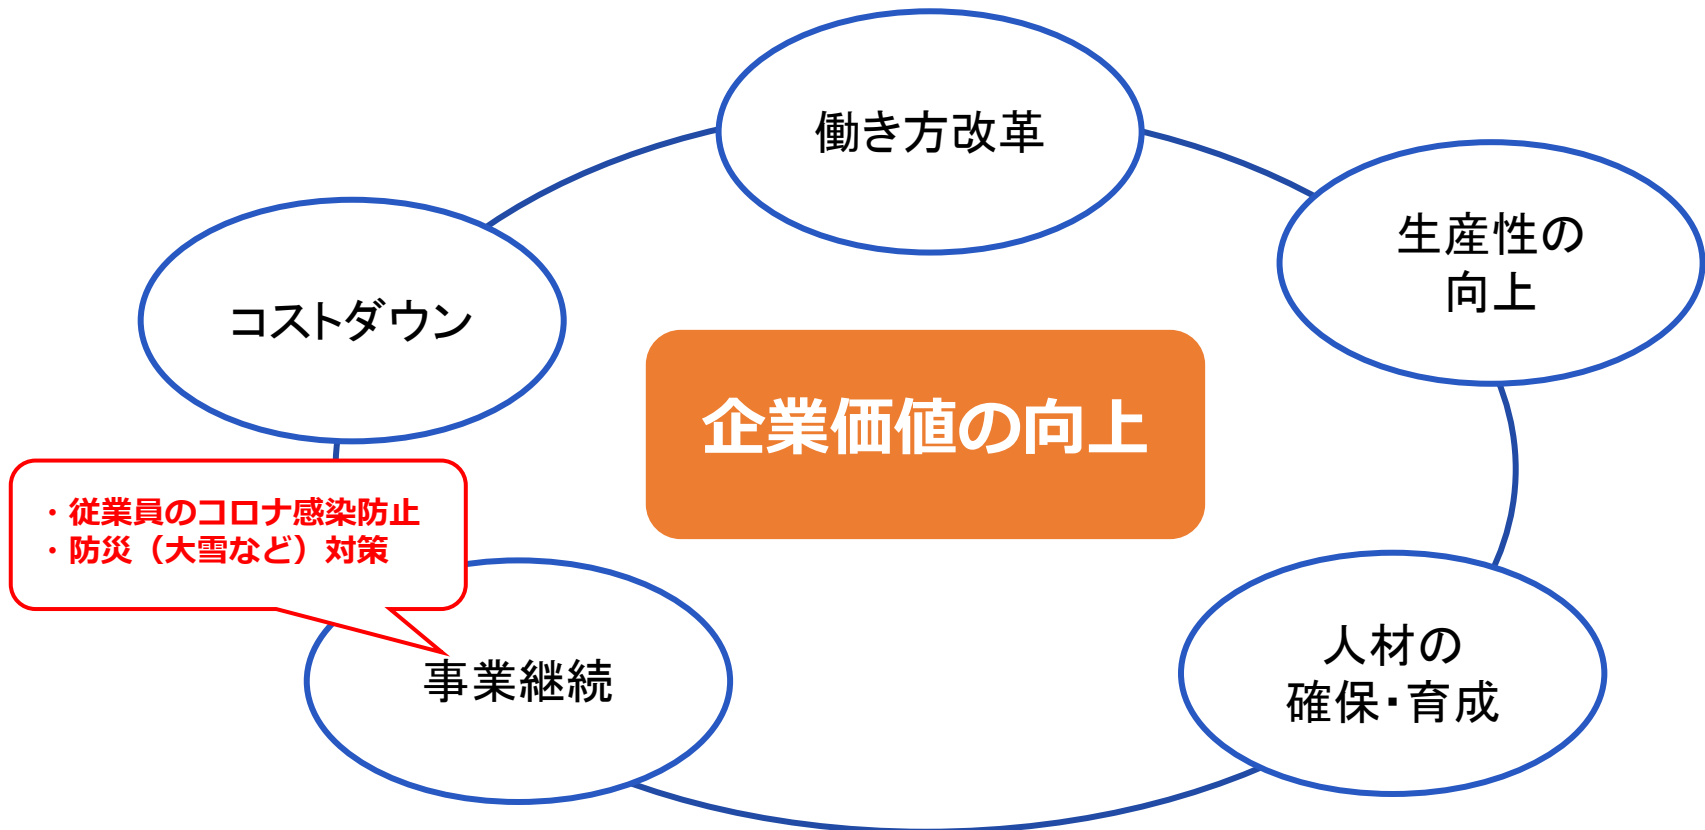 働き方改革
生産性の
向上
コストダウン
企業価値の向上
・従業員のコロナ感染防止
・防災（大雪など）対策
事業継続
人材の
確保・育成